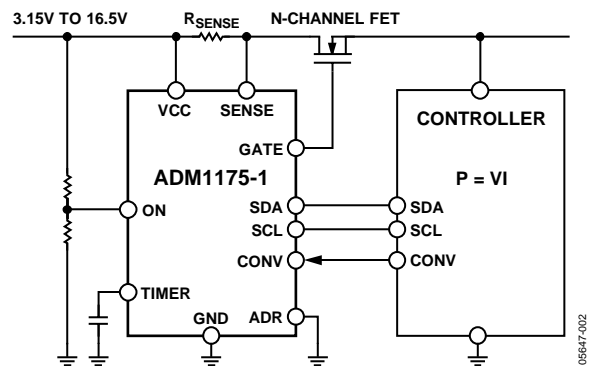 3.15V TO 16.5V
RSENSE
N-CHANNEL FET
VCC
SENSE
CONTROLLER
GATE
ADM1175-1
P = VI
ON
SDA
SDA
SCL
SCL
CONV
CONV
TIMER
GND
ADR
05647-002